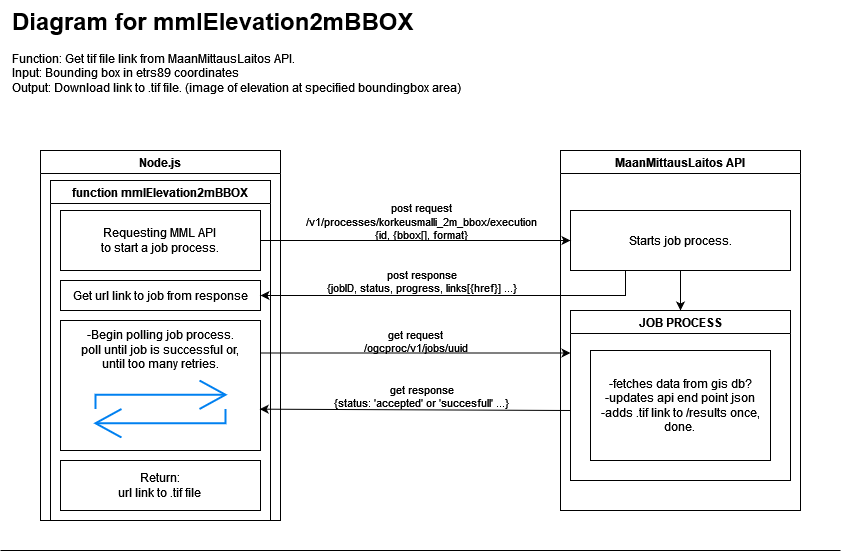 Diagram for mmlElevation2mBBOX
Function: Get tif file link from MaanMittausLaitos API.
Input: Bounding box in etrs89 coordinates
Output: Download link to .tif file. (image of elevation at specified boundingbox area)
Node.js
function mmlElevation2mBBOX
Requesting MML API
to start a job process.
Get url link to job from response
-Begin polling job process.
poll until job is successful or,
until too many retries.
Return:
url link to .tif file
post request
/v1/processes/korkeusmalli_2m_bbox/execution
{id, {bbox[], format}
post response
{jobID, status, progress, links[{href}] ...}
get request
/ogcproc/v1/jobs/uuid
get response
{status: 'accepted' or 'succesfull' ...}
MaanMittausLaitos API
Starts job process.
JOB PROCESS
-fetches data from gis db?
-updates api end point json
-adds .tif link to /results once,
done.